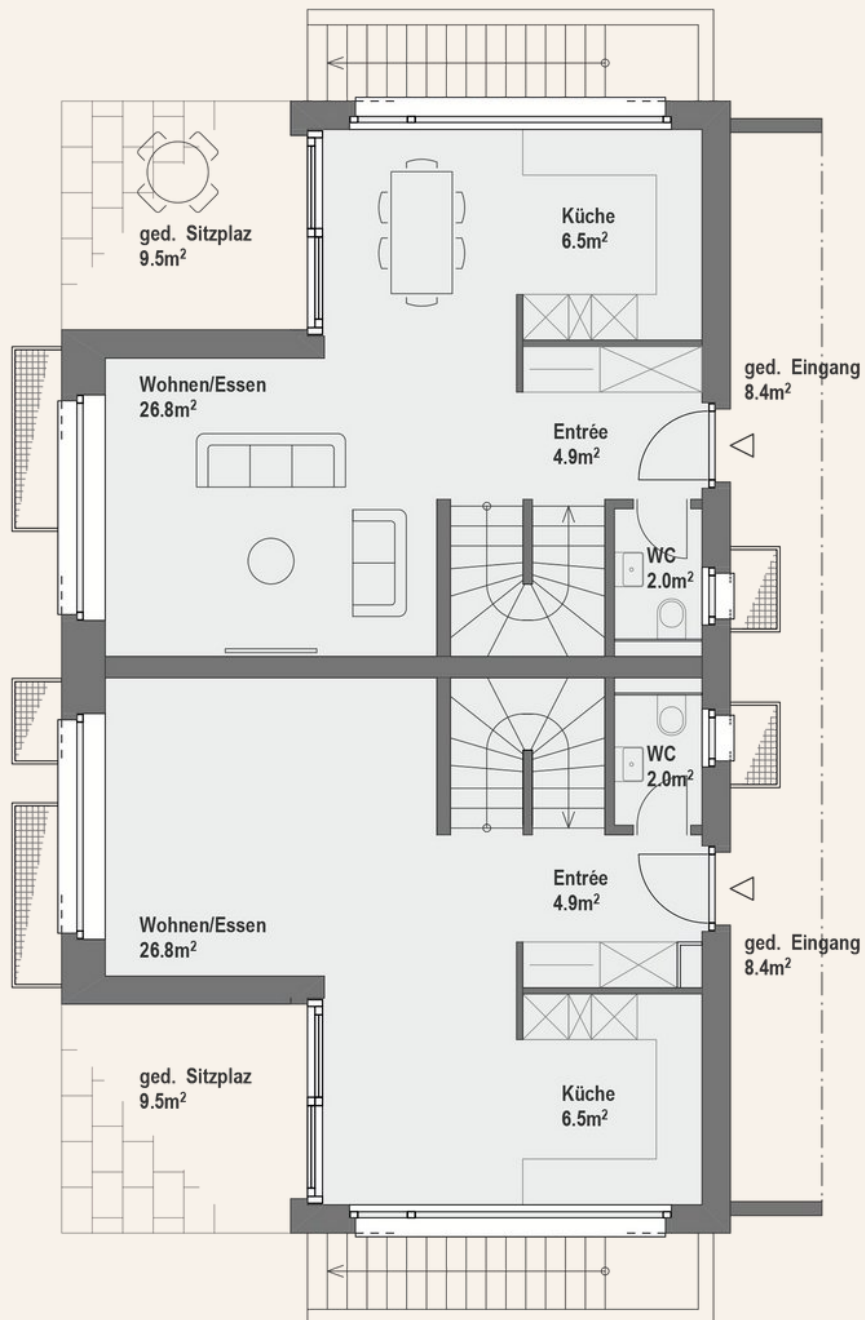 Küche
6.5m²
ged. Sitzplaz
9.5m²
Wohnen/Essen
26.8m²
ged. Eingang
8.4m²
Entrée
4.9m²
WC
2.0m²
WC
2.0m²
Entrée
4.9m²
Wohnen/Essen
26.8m²
ged. Eingang
8.4m²
ged. Sitzplaz
9.5m²
Küche
6.5m²